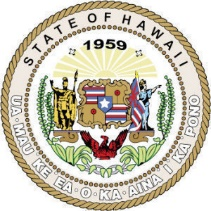 STATE OF HAWAII
1959
UA·MAU·KE·EA·O·KA·AINA·I·KA·PONO